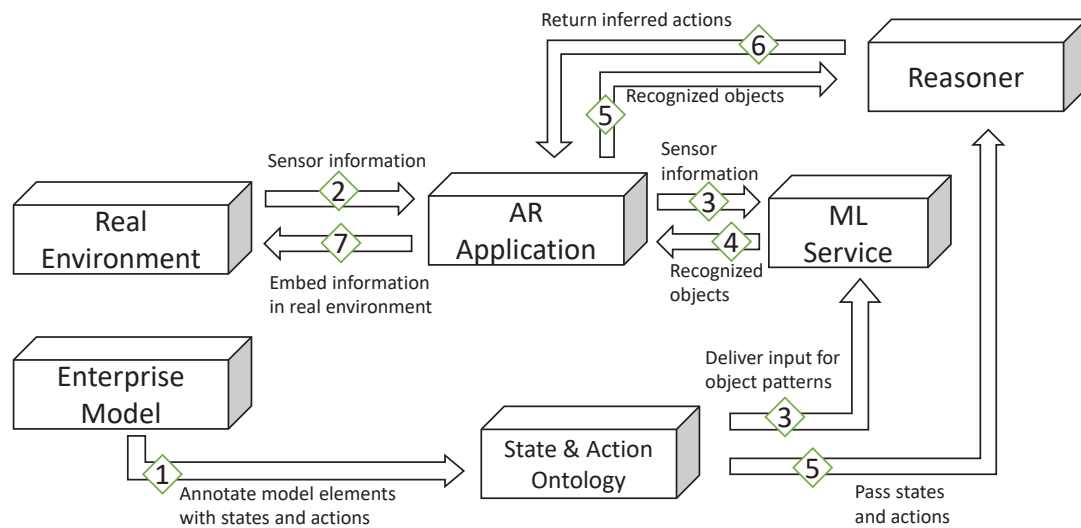 Return inferred actions
6
Reasoner
Recognized objects
5
Sensor information
2
Sensor
information
3
Real
Environment
AR
Application
ML
Service
7
4
Embed information
in real environment
Recognized
objects
Enterprise
Model
Deliver input for
object patterns
3
State & Action
Ontology
1
5
Annotate model elements
with states and actions
Pass states
and actions